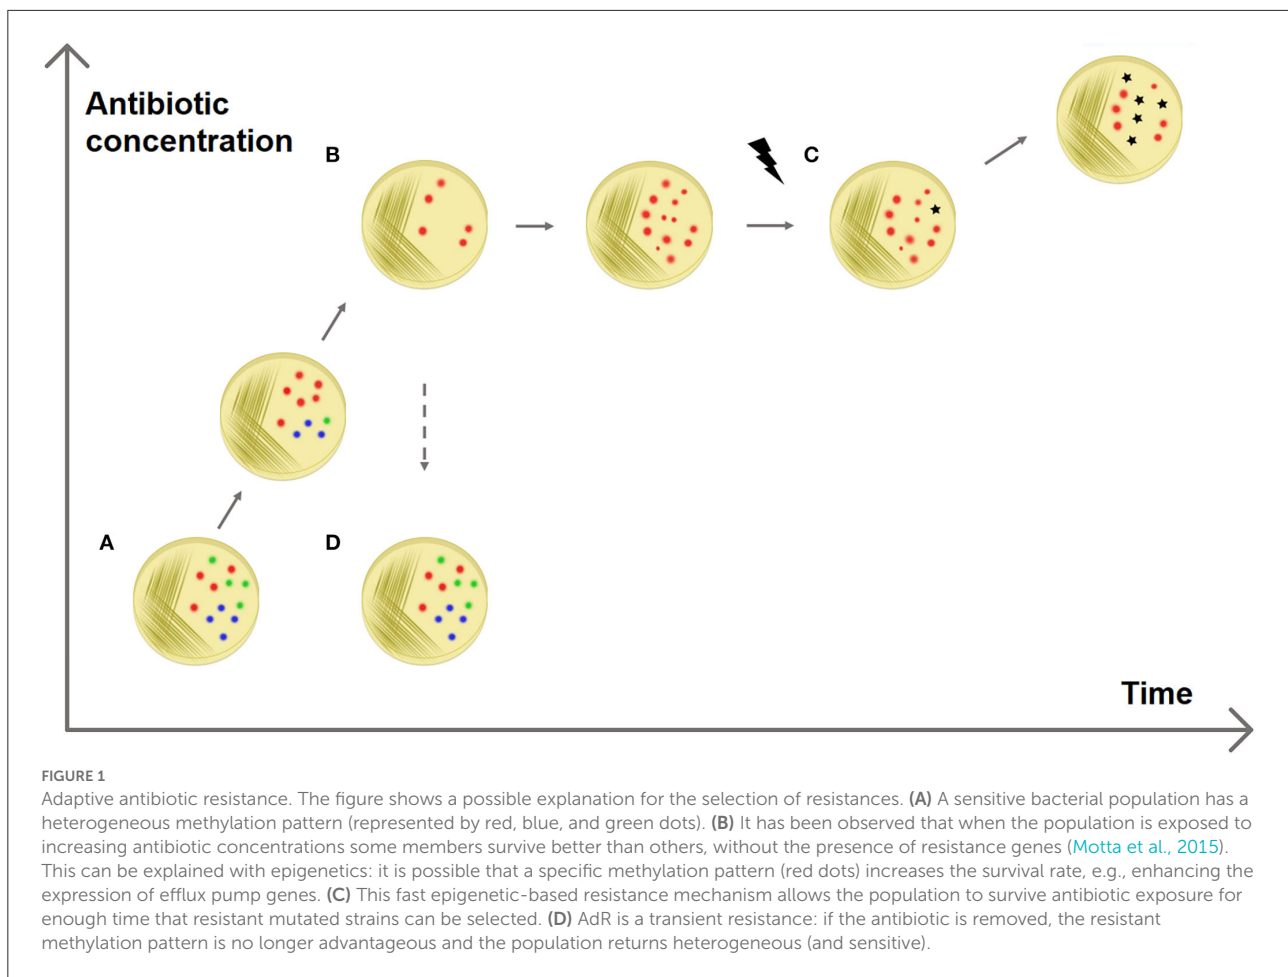 Antibiotic
concentration
B
C
A
D
Time
FIGURE 1
Adaptive antibiotic resistance. The figure shows a possible explanation for the selection of resistances. (A) A sensitive bacterial population has a
heterogeneous methylation pattern (represented by red, blue, and green dots). (B) It has been observed that when the population is exposed to
increasing antibiotic concentrations some members survive better than others, without the presence of resistance genes (Motta et al., 2015).
This can be explained with epigenetics: it is possible that a specific methylation pattern (red dots) increases the survival rate, e.g., enhancing the
expression of efflux pump genes. (C) This fast epigenetic-based resistance mechanism allows the population to survive antibiotic exposure for
enough time that resistant mutated strains can be selected. (D) AdR is a transient resistance: if the antibiotic is removed, the resistant
methylation pattern is no longer advantageous and the population returns heterogeneous (and sensitive).